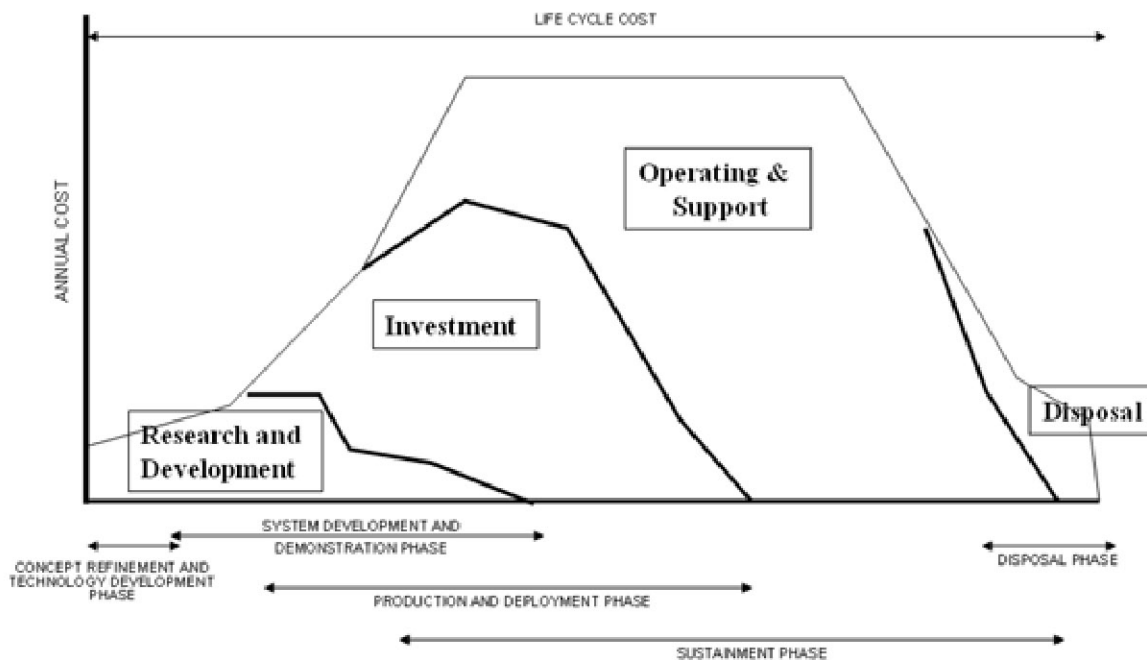 LIFE CYCLE COST
ANNUAL COST
Operating &
Support
Investment
Disposal
Research and
Development
SYSTEM DEVELOPMENT AND
DEMONSTRATION PHASE
CONCEPT REFINEMENT AND
TECHNOLOGY DEVELOPMENT
PHASE
DISPOSAL PHASE
PRODUCTION AND DEPLOYMENT PHASE
SUSTAINMENT PHASE